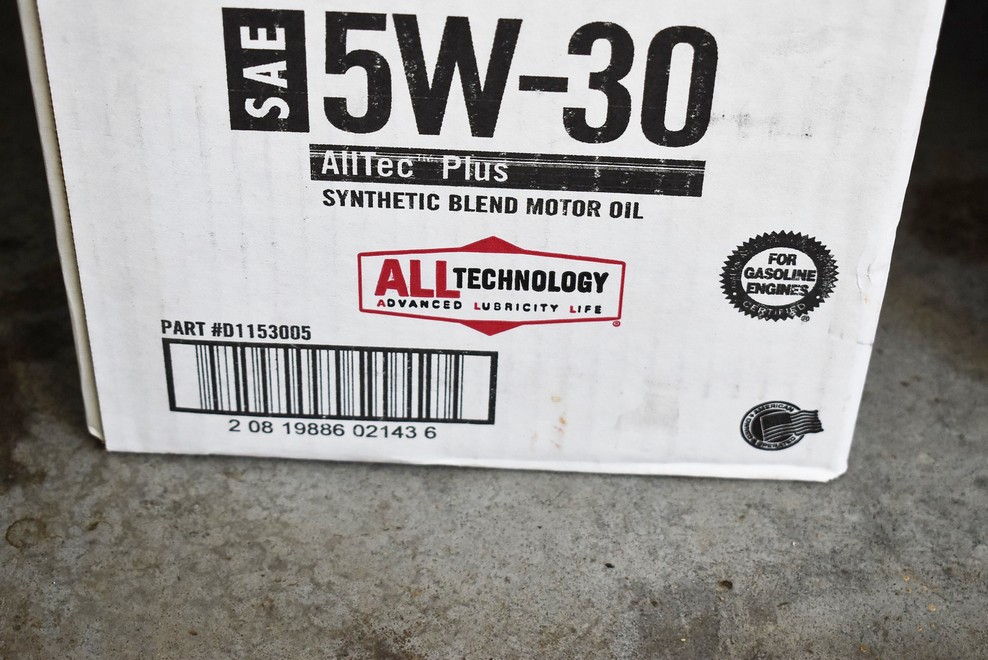 SAE 5W-30
AllTec™ Plus
SYNTHETIC BLEND MOTOR OIL
ALL TECHNOLOGY
ADVANCED LUBRICITY LIFE
®
FOR
GASOLINE
ENGINES
CERTIFIED
®
PART #D1153005
2 08 19886 02143 6
AMERICAN